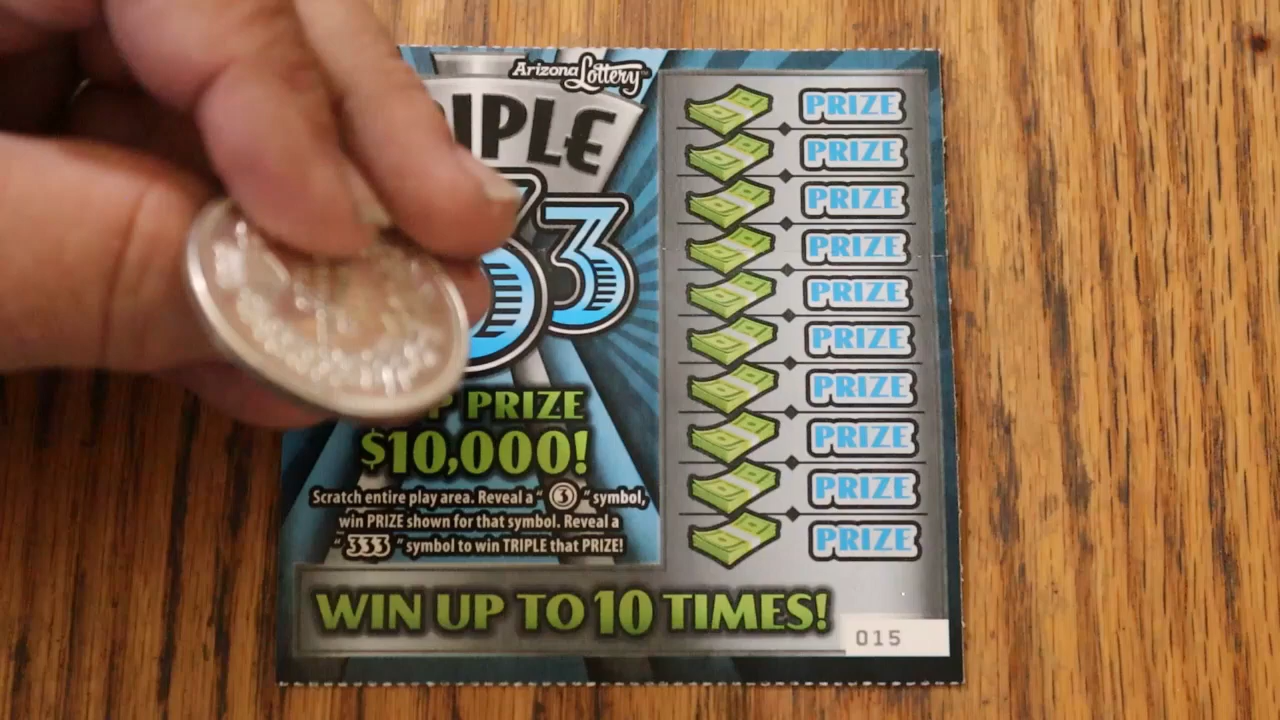 Arizona Lottery
IPLE
3
P PRIZE
$10,000!
Scratch entire play area. Reveal a "3" symbol,
win PRIZE shown for that symbol. Reveal a
"333" symbol to win TRIPLE that PRIZE!
PRIZE
PRIZE
PRIZE
PRIZE
PRIZE
PRIZE
PRIZE
PRIZE
PRIZE
PRIZE
WIN UP TO 10 TIMES!
015